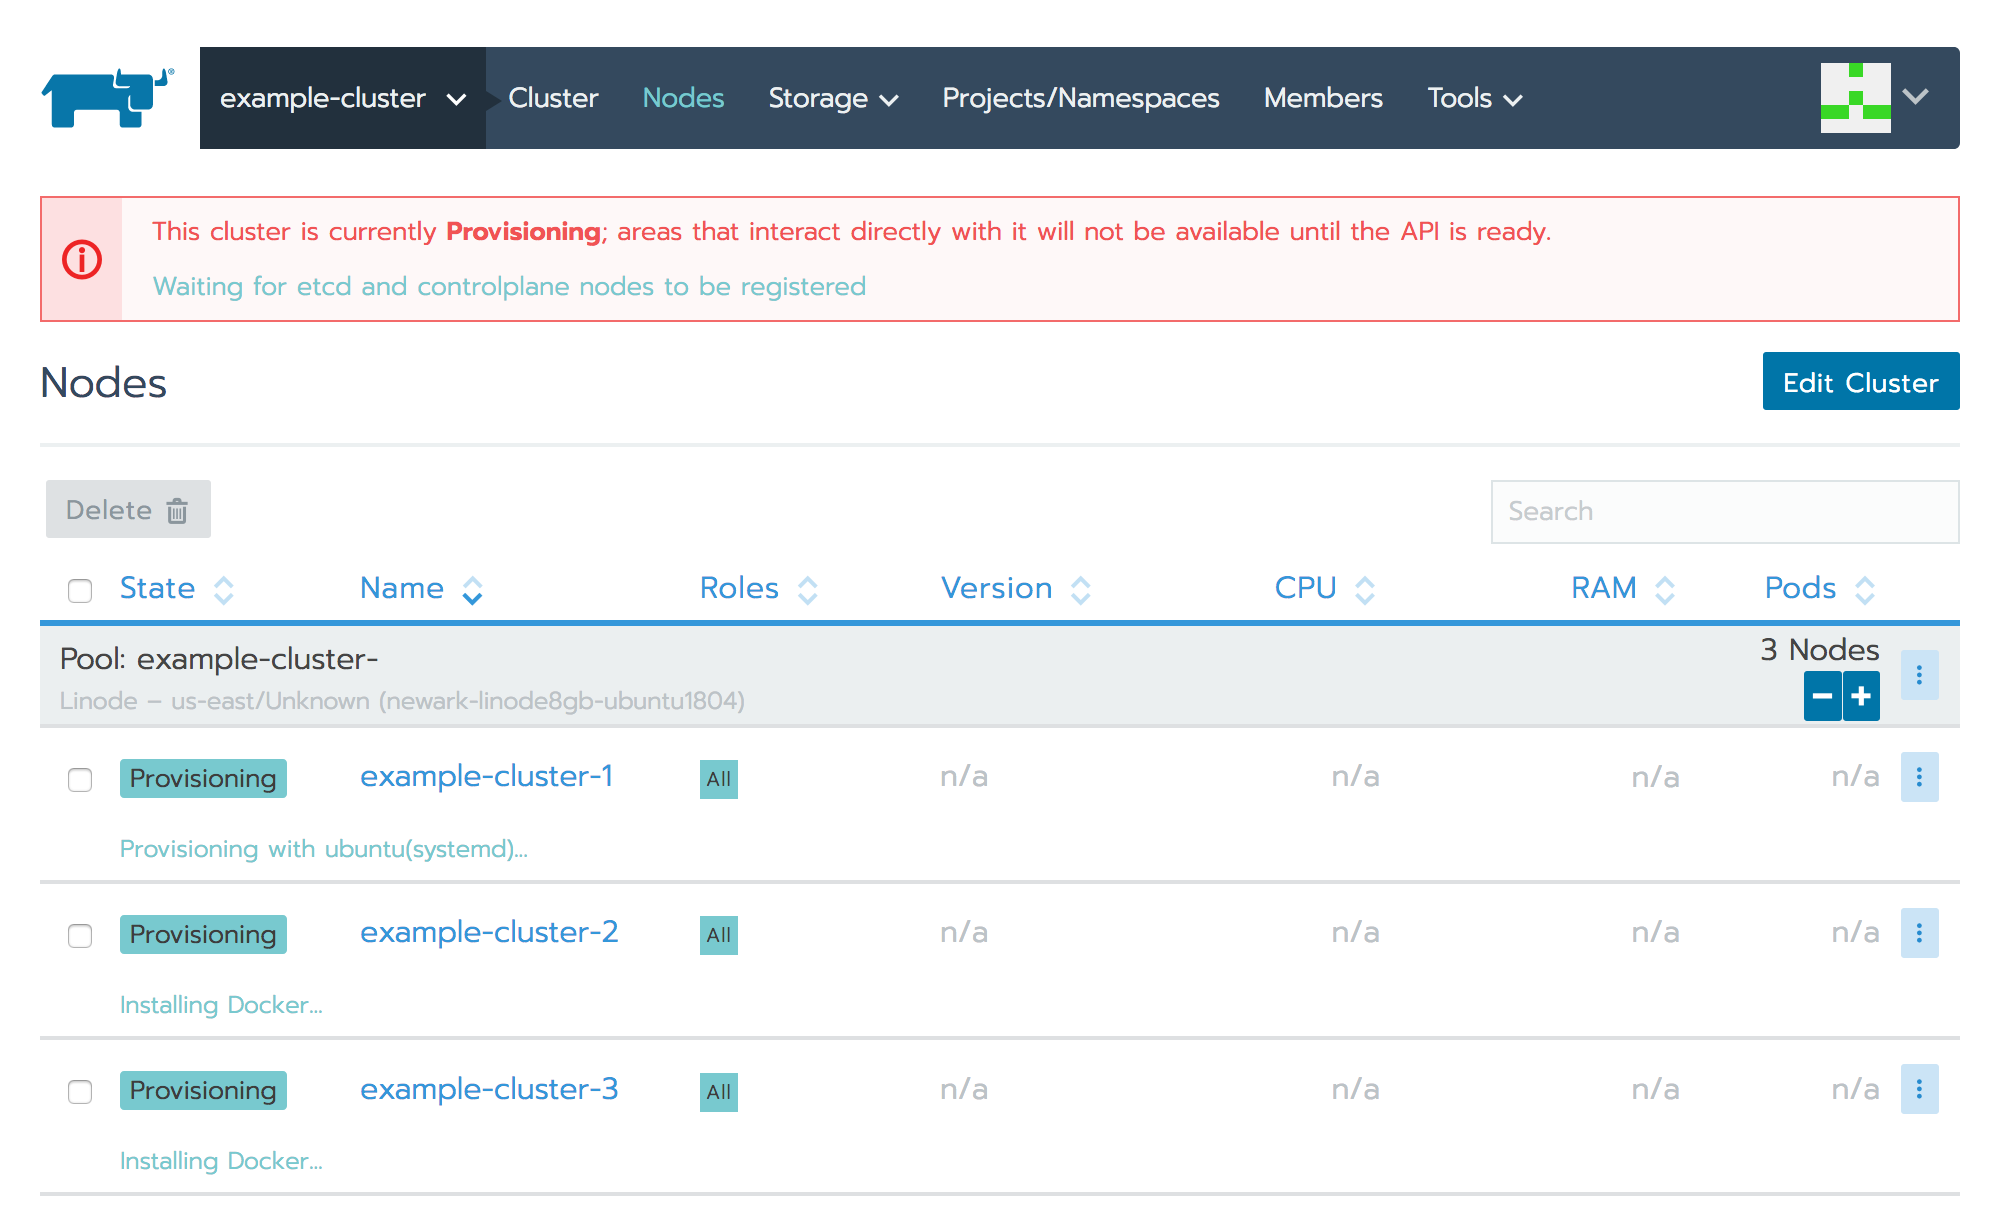 example-cluster Cluster Nodes Storage Projects/Namespaces Members Tools
This cluster is currently Provisioning; areas that interact directly with it will not be available until the API is ready.
Waiting for etcd and controlplane nodes to be registered
Nodes Edit Cluster
Delete Search
State Name Roles Version CPU RAM Pods
Pool: example-cluster- 3 Nodes
Linode – us-east/Unknown (newark-linode8gb-ubuntu1804)
Provisioning example-cluster-1 All n/a n/a n/a n/a
Provisioning with ubuntu(systemd)...
Provisioning example-cluster-2 All n/a n/a n/a n/a
Installing Docker...
Provisioning example-cluster-3 All n/a n/a n/a n/a
Installing Docker...